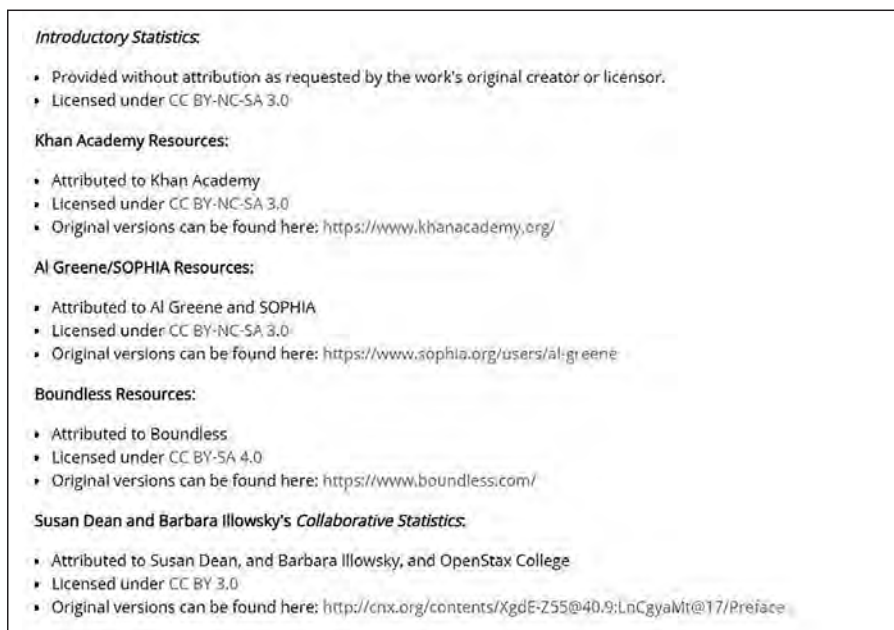 Introductory Statistics:
• Provided without attribution as requested by the work's original creator or licensor.
• Licensed under CC BY-NC-SA 3.0
Khan Academy Resources:
• Attributed to Khan Academy
• Licensed under CC BY-NC-SA 3.0
• Original versions can be found here: https://www.khanacademy.org/
Al Greene/SOPHIA Resources:
• Attributed to Al Greene and SOPHIA
• Licensed under CC BY-NC-SA 3.0
• Original versions can be found here: https://www.sophia.org/users/al-greene
Boundless Resources:
• Attributed to Boundless
• Licensed under CC BY-SA 4.0
• Original versions can be found here: https://www.boundless.com/
Susan Dean and Barbara Illowsky's Collaborative Statistics:
• Attributed to Susan Dean, and Barbara Illowsky, and OpenStax College
• Licensed under CC BY 3.0
• Original versions can be found here: http://cnx.org/contents/XgdE-Z55@40.9:LnCgyaMt@17/Preface